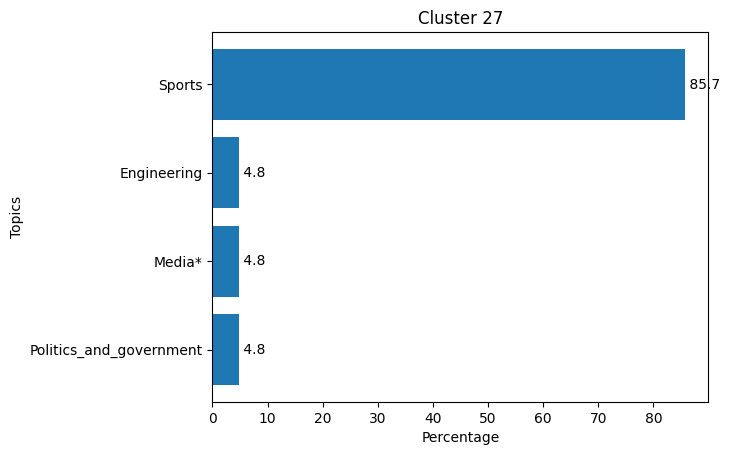 Cluster 27
Sports 85.7
Engineering 4.8
Media* 4.8
Politics_and_government 4.8
Topics
0 10 20 30 40 50 60 70 80
Percentage